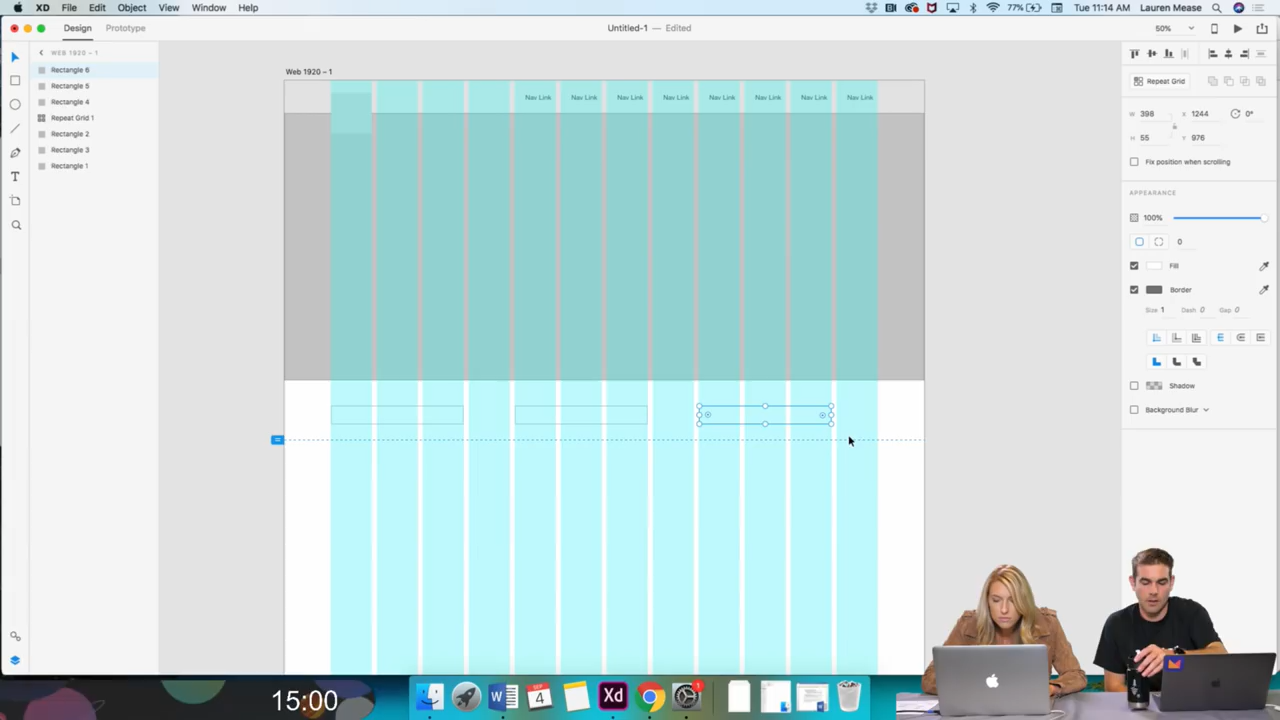 XD File Edit Object View Window Help
77% Tue 11:14 AM Lauren Mease
Design Prototype
Untitled-1 — Edited
50%
WEB 1920 – 1
Rectangle 6
Rectangle 5
Rectangle 4
Repeat Grid 1
Rectangle 2
Rectangle 3
Rectangle 1
Web 1920 – 1
Nav Link Nav Link Nav Link Nav Link Nav Link Nav Link Nav Link Nav Link
Repeat Grid
W 398 X 1244 0°
H 55 Y 976
Fix position when scrolling
APPEARANCE
100%
0
Fill
Border
Size 1 Dash 0 Gap 0
Shadow
Background Blur
15:00
4
Xd
1